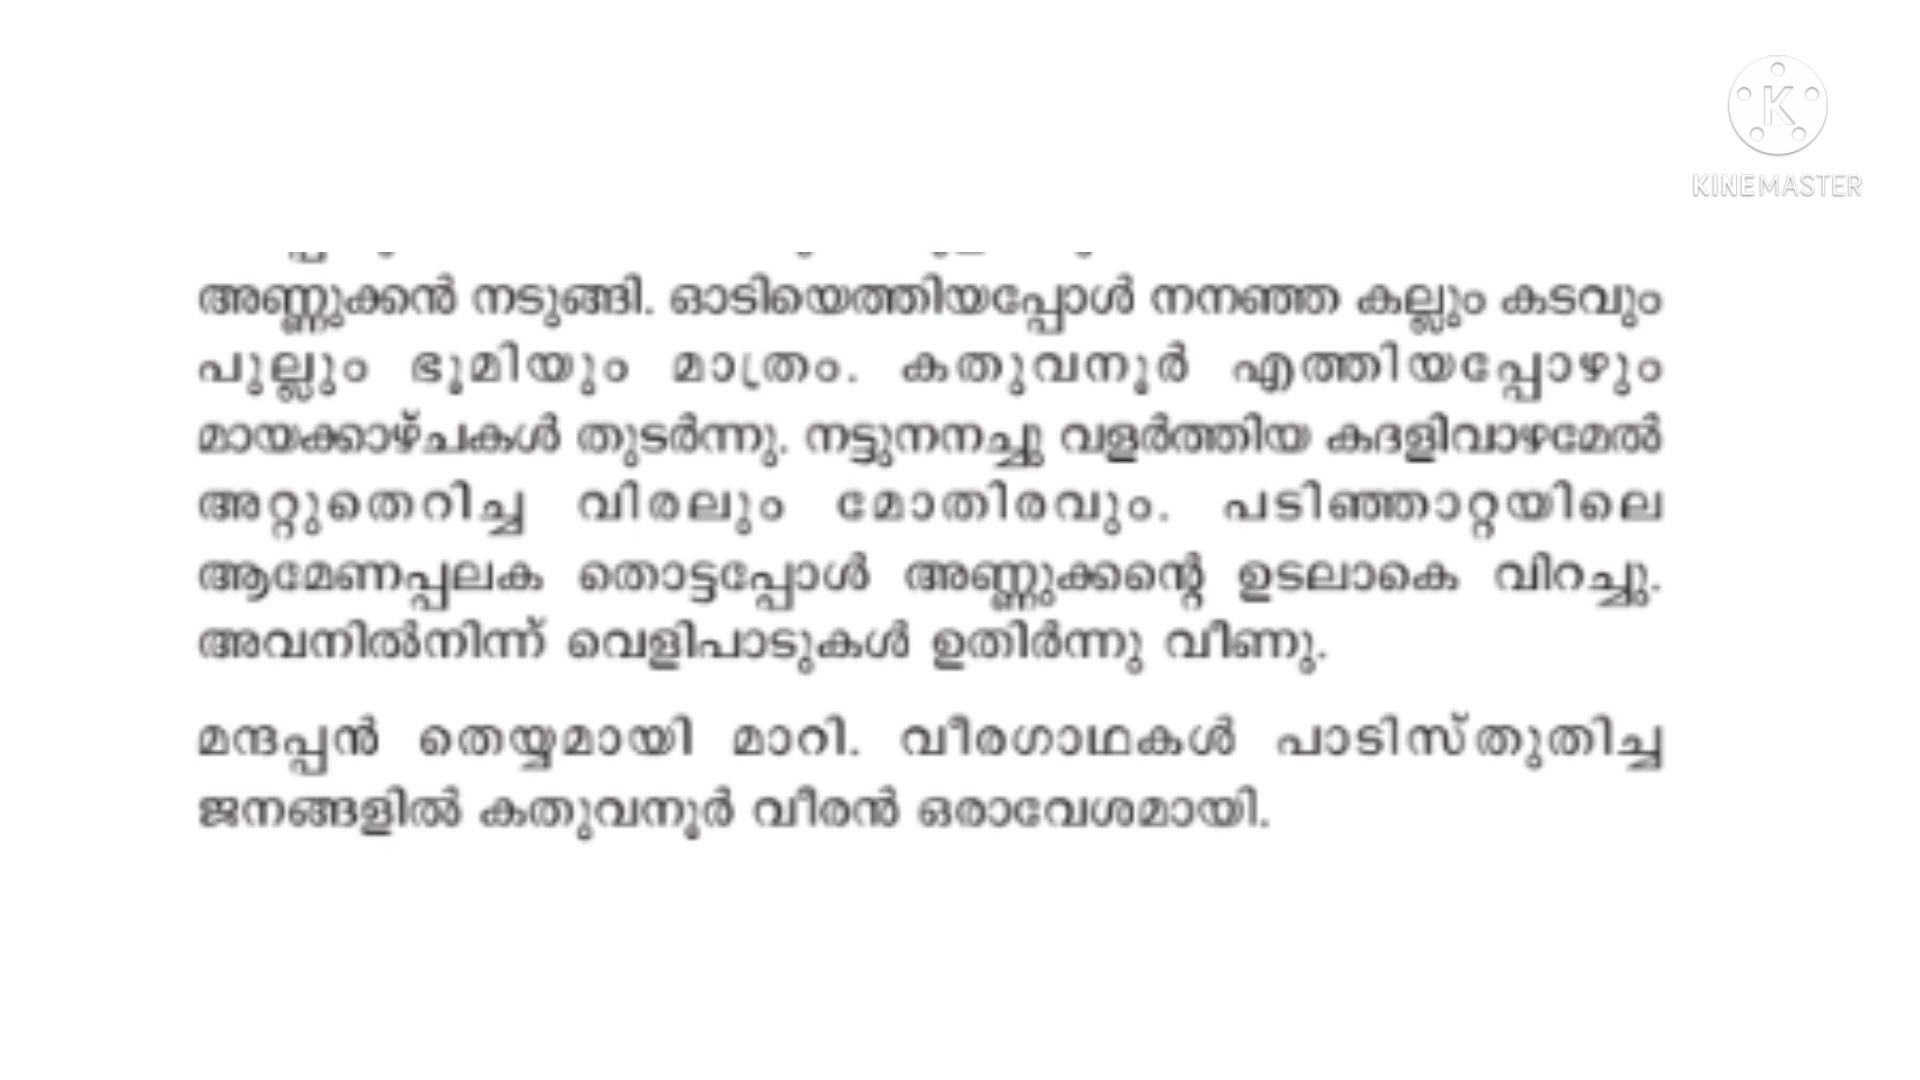 KINEMASTER
അണ്ണുക്കൻ നടുങ്ങി. ഓടിയെത്തിയപ്പോൾ നനഞ്ഞ കല്ലും കടവും
പുല്ലും ഭൂമിയും മാത്രം. കതുവനൂർ എത്തിയപ്പോഴും
മായക്കാഴ്ചകൾ തുടർന്നു. നട്ടുനനച്ചു വളർത്തിയ കദളിവാഴമേൽ
അറ്റുതെറിച്ച വിരലും മോതിരവും. പടിഞ്ഞാറ്റയിലെ
ആമേണപ്പലക തൊട്ടപ്പോൾ അണ്ണുക്കന്റെ ഉടലാകെ വിറച്ചു.
അവനിൽനിന്ന് വെളിപാടുകൾ ഉതിർന്നു വീണു.
മന്ദപ്പൻ തെയ്യമായി മാറി. വീരഗാഥകൾ പാടിസ്തുതിച്ച
ജനങ്ങളിൽ കതുവനൂർ വീരൻ ഒരാവേശമായി.